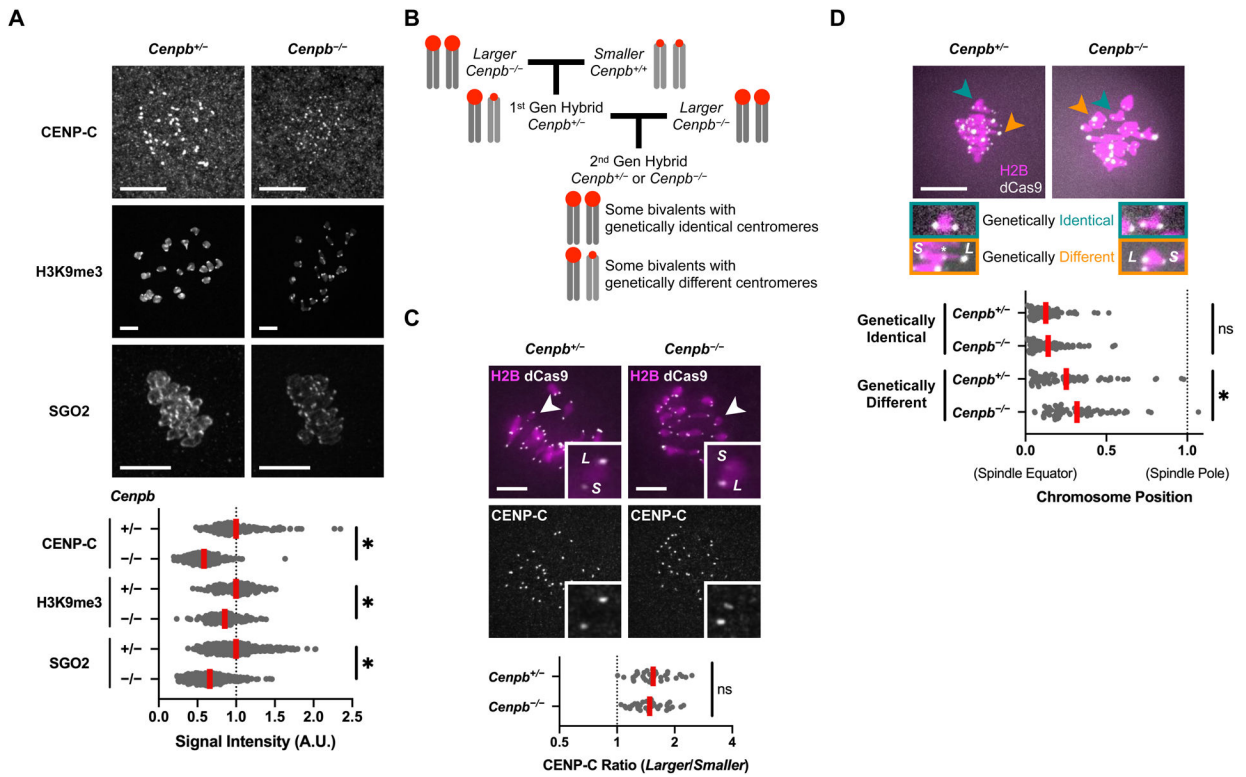 A
Cenpb+/− Cenpb−/−
CENP-C
H3K9me3
SGO2
Cenpb
CENP-C +/− *
−/−
H3K9me3 +/− *
−/−
SGO2 +/− *
−/−
0.0 0.5 1.0 1.5 2.0 2.5
Signal Intensity (A.U.)
B
Larger
Cenpb−/−
Smaller
Cenpb+/+
1st Gen Hybrid
Cenpb+/−
Larger
Cenpb−/−
2nd Gen Hybrid
Cenpb+/− or Cenpb−/−
Some bivalents with
genetically identical centromeres
Some bivalents with
genetically different centromeres
C
Cenpb+/− Cenpb−/−
H2B dCas9
L
S
S
L
CENP-C CENP-C
Cenpb+/−
Cenpb−/−
ns
0.5 1 2 4
CENP-C Ratio (Larger/Smaller)
D
Cenpb+/− Cenpb−/−
H2B
dCas9
Genetically Identical
S * L Genetically Different L S
Genetically
Identical
Cenpb+/−
Cenpb−/−
ns
Genetically
Different
Cenpb+/−
Cenpb−/−
*
0.0 0.5 1.0
(Spindle Equator) (Spindle Pole)
Chromosome Position